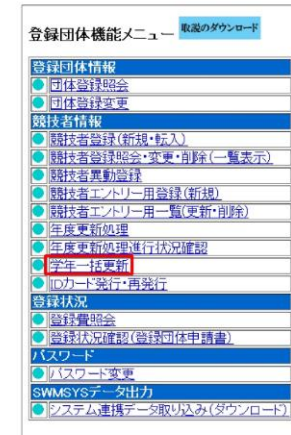 登録団体機能メニュー 取説のダウンロード
登録団体情報
団体登録照会
団体登録変更
競技者情報
競技者登録(新規・転入)
競技者登録照会・変更・削除(一覧表示)
競技者異動登録
競技者エントリー用登録(新規)
競技者エントリー用一覧(更新・削除)
年度更新処理
年度更新処理進行状況確認
学年一括更新
IDカード発行・再発行
登録状況
登録費照会
登録状況確認(登録団体申請書)
パスワード
パスワード変更
SWMSYSデータ出力
システム連携データ取り込み(ダウンロード)